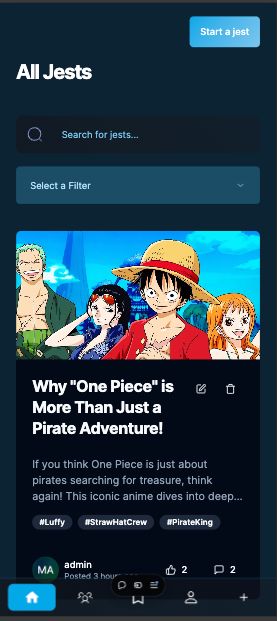 Start a jest
All Jests
Search for jests...
Select a Filter
Why "One Piece" is
More Than Just a
Pirate Adventure!
If you think One Piece is just about
pirates searching for treasure, think
again! This iconic anime dives into deep...
#Luffy #StrawHatCrew #PirateKing
MA admin
Posted 3 hours ago
2 2